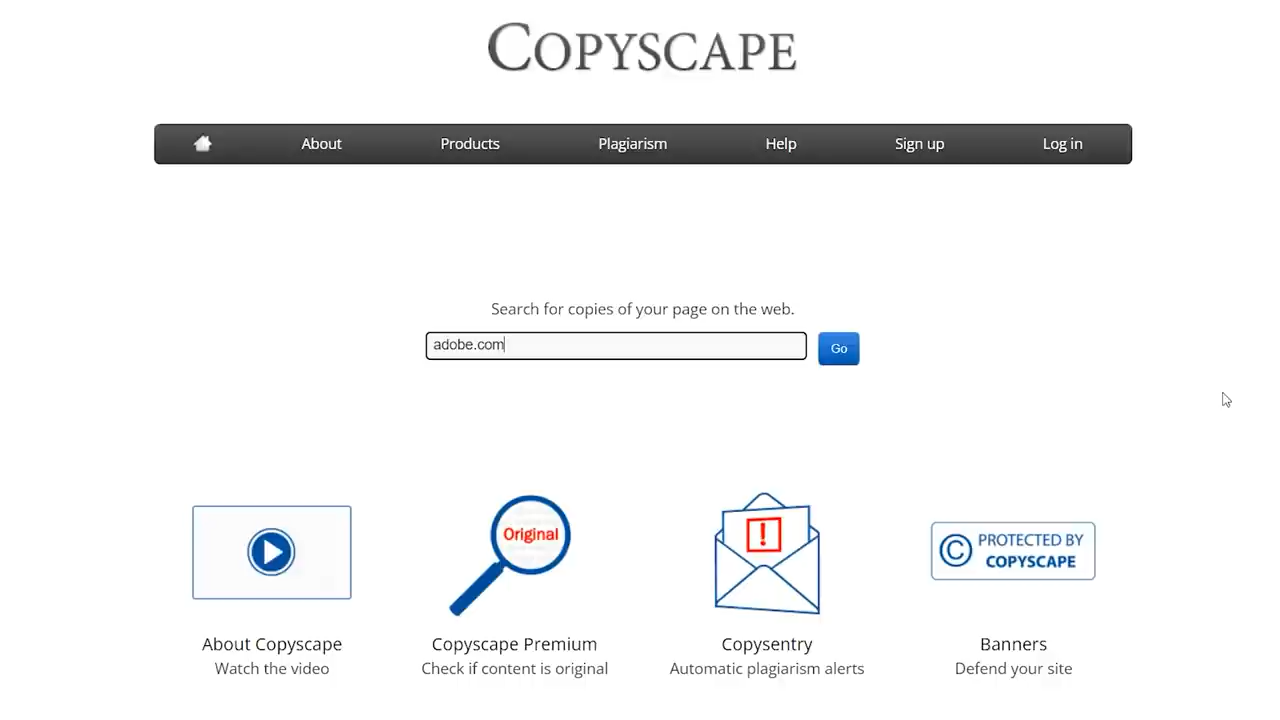 COPYSCAPE
About Products Plagiarism Help Sign up Log in
Search for copies of your page on the web.
adobe.com Go
Original ! © PROTECTED BY
COPYSCAPE
About Copyscape Copyscape Premium Copysentry Banners
Watch the video Check if content is original Automatic plagiarism alerts Defend your site